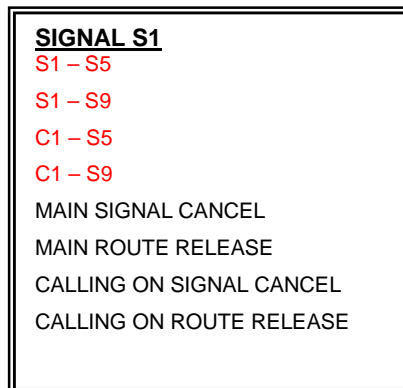 SIGNAL S1
S1 – S5
S1 – S9
C1 – S5
C1 – S9
MAIN SIGNAL CANCEL
MAIN ROUTE RELEASE
CALLING ON SIGNAL CANCEL
CALLING ON ROUTE RELEASE